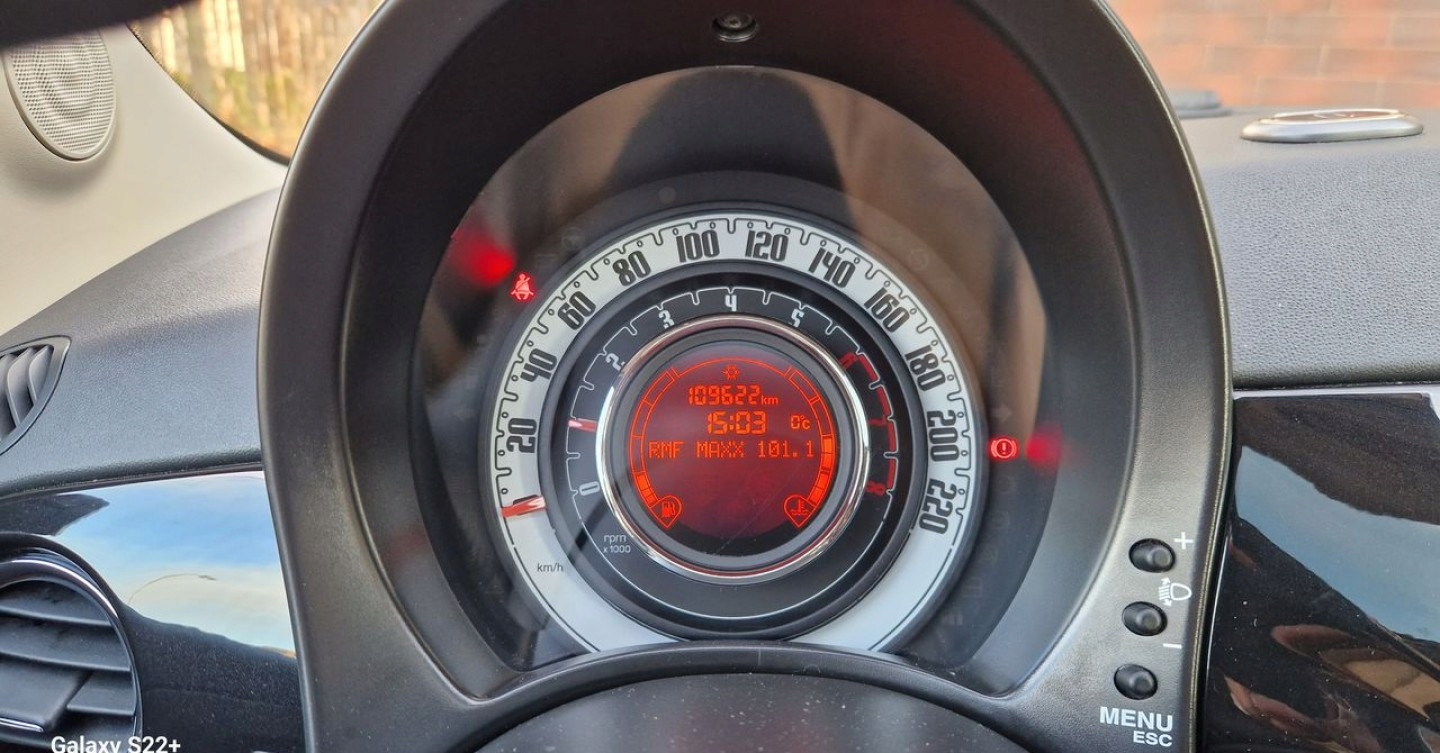 100 120
80 140
60 160
40 180
20 200
220
4
3 5
2 6
1 7
0 8
rpm
x1000
km/h
109622km
15:03 0°c
RMF MAXX 101.1
+
-
MENU
ESC
Galaxy S22+